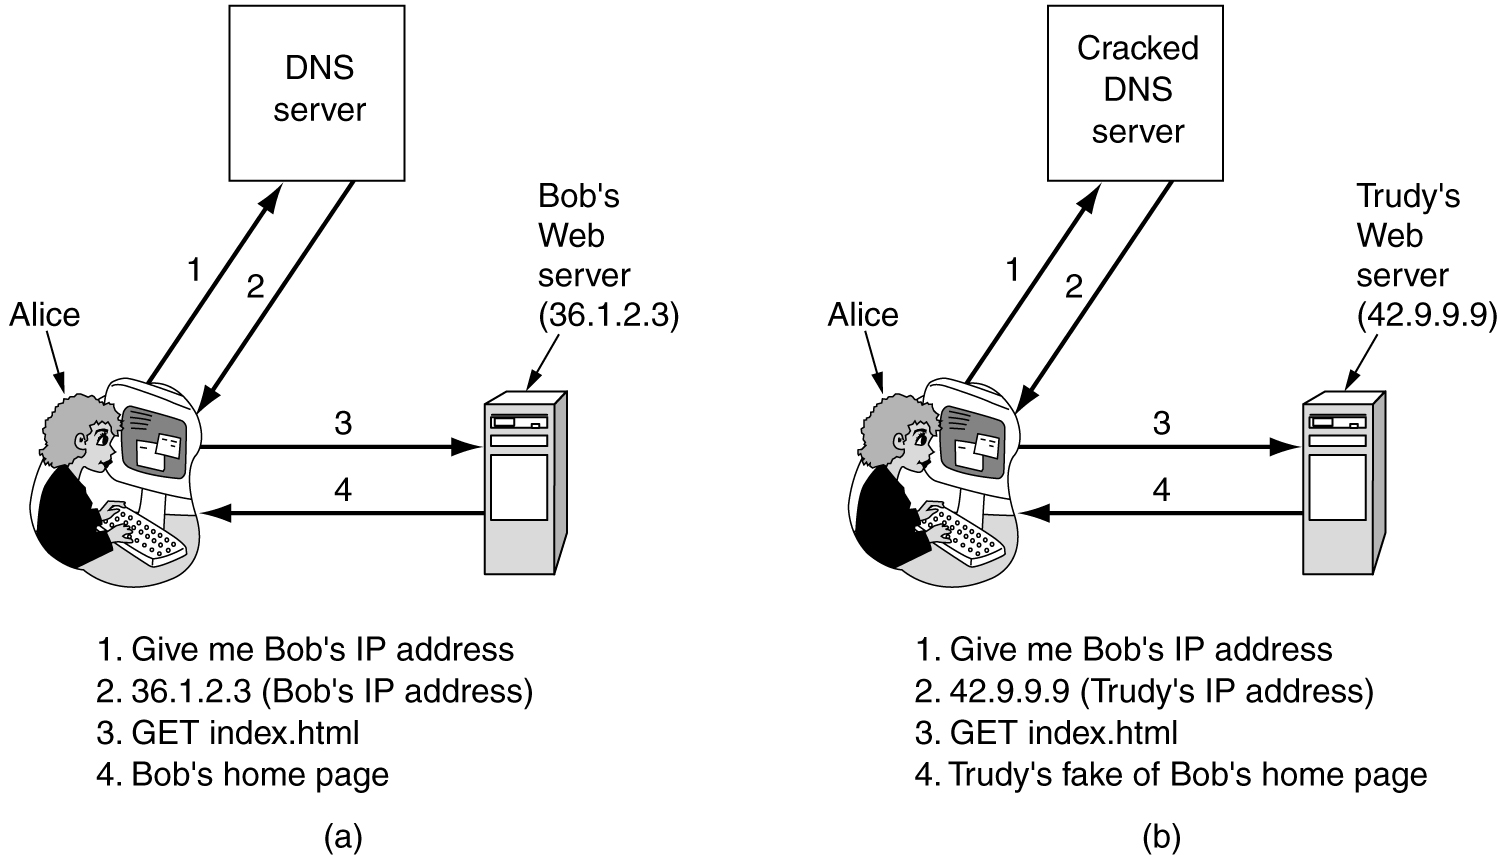 DNS
server
Bob's
Web
server
(36.1.2.3)
1
2
Alice
3
4
1. Give me Bob's IP address
2. 36.1.2.3 (Bob's IP address)
3. GET index.html
4. Bob's home page
(a)
Cracked
DNS
server
Trudy's
Web
server
(42.9.9.9)
1
2
Alice
3
4
1. Give me Bob's IP address
2. 42.9.9.9 (Trudy's IP address)
3. GET index.html
4. Trudy's fake of Bob's home page
(b)